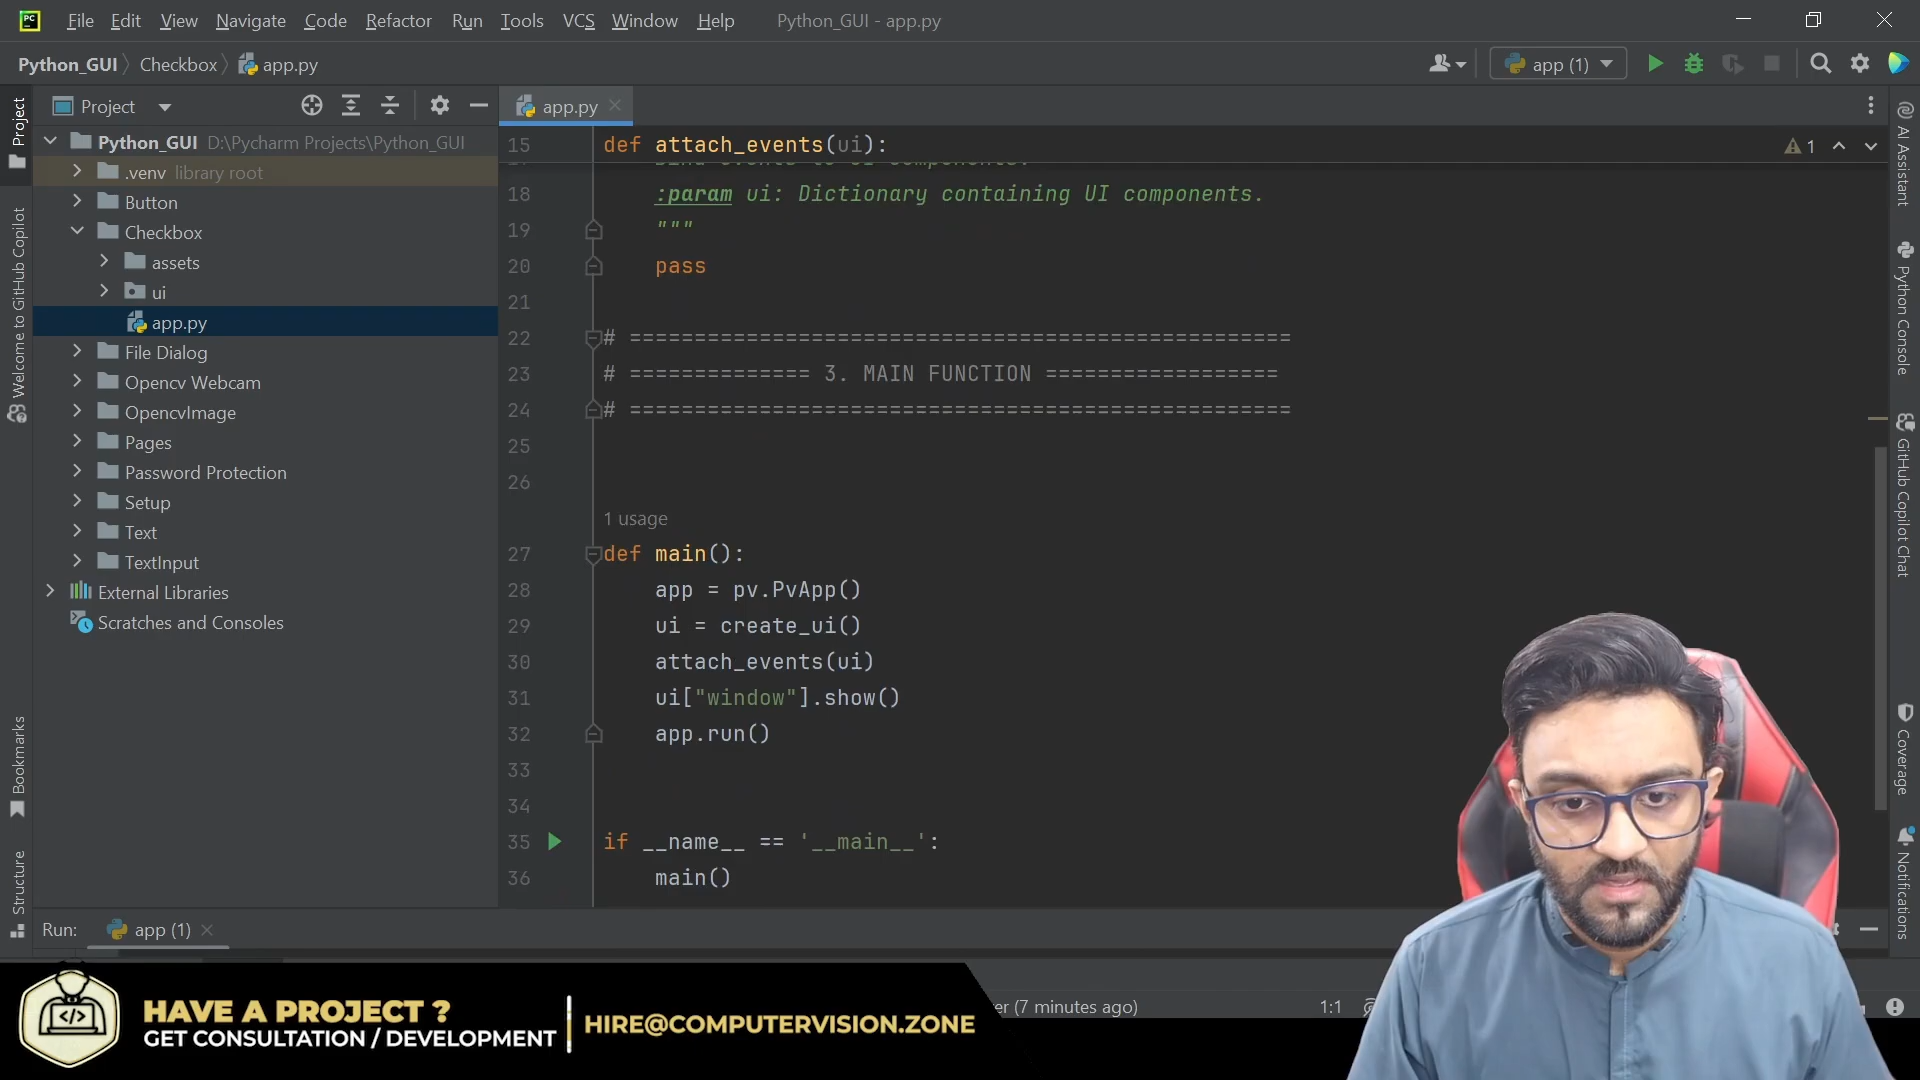 PC File Edit View Navigate Code Refactor Run Tools VCS Window Help Python_GUI - app.py
Python_GUI Checkbox app.py app (1)
Project
app.py
Project
Python_GUI D:\Pycharm Projects\Python_GUI
.venv library root
Button
Checkbox
assets
ui
app.py
File Dialog
Opencv Webcam
OpencvImage
Pages
Password Protection
Setup
Text
TextInput
External Libraries
Scratches and Consoles
Welcome to GitHub Copilot
Bookmarks
Structure
15 def attach_events(ui):
1
18 :param ui: Dictionary containing UI components.
19 """
20 pass
21
22 # ===================================================
23 # ============== 3. MAIN FUNCTION ==================
24 # ===================================================
25
26
1 usage
27 def main():
28 app = pv.PvApp()
29 ui = create_ui()
30 attach_events(ui)
31 ui["window"].show()
32 app.run()
33
34
35 if __name__ == '__main__':
36 main()
AI Assistant
Python Console
GitHub Copilot Chat
Coverage
Notifications
Run: app (1)
er (7 minutes ago) 1:1
HAVE A PROJECT ?
GET CONSULTATION / DEVELOPMENT
HIRE@COMPUTERVISION.ZONE